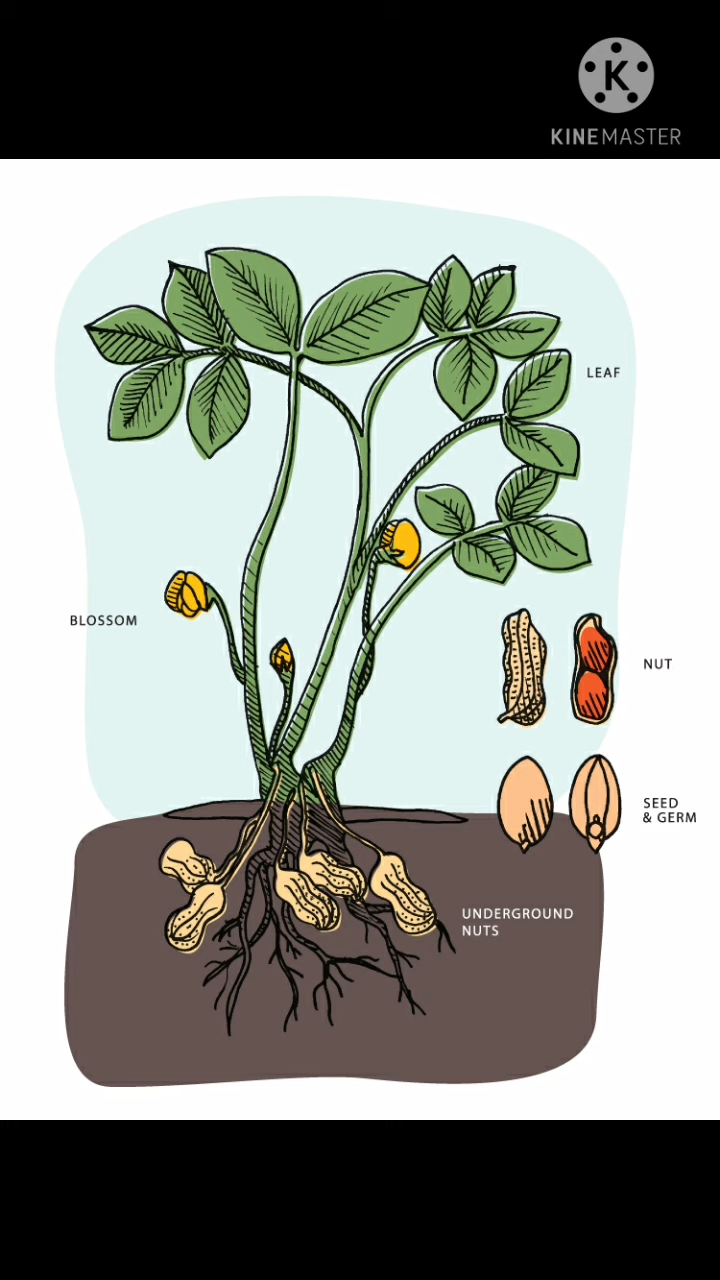 K
KINEMASTER
LEAF
BLOSSOM
NUT
SEED
& GERM
UNDERGROUND
NUTS